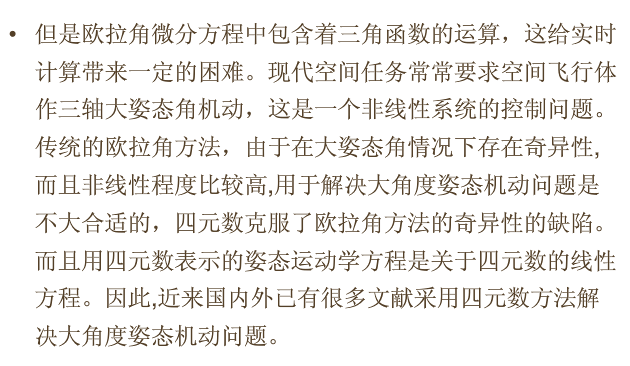 • 但是欧拉角微分方程中包含着三角函数的运算，这给实时
计算带来一定的困难。现代空间任务常常要求空间飞行体
作三轴大姿态角机动，这是一个非线性系统的控制问题。
传统的欧拉角方法，由于在大姿态角情况下存在奇异性,
而且非线性程度比较高,用于解决大角度姿态机动问题是
不大合适的，四元数克服了欧拉角方法的奇异性的缺陷。
而且用四元数表示的姿态运动学方程是关于四元数的线性
方程。因此,近来国内外已有很多文献采用四元数方法解
决大角度姿态机动问题。